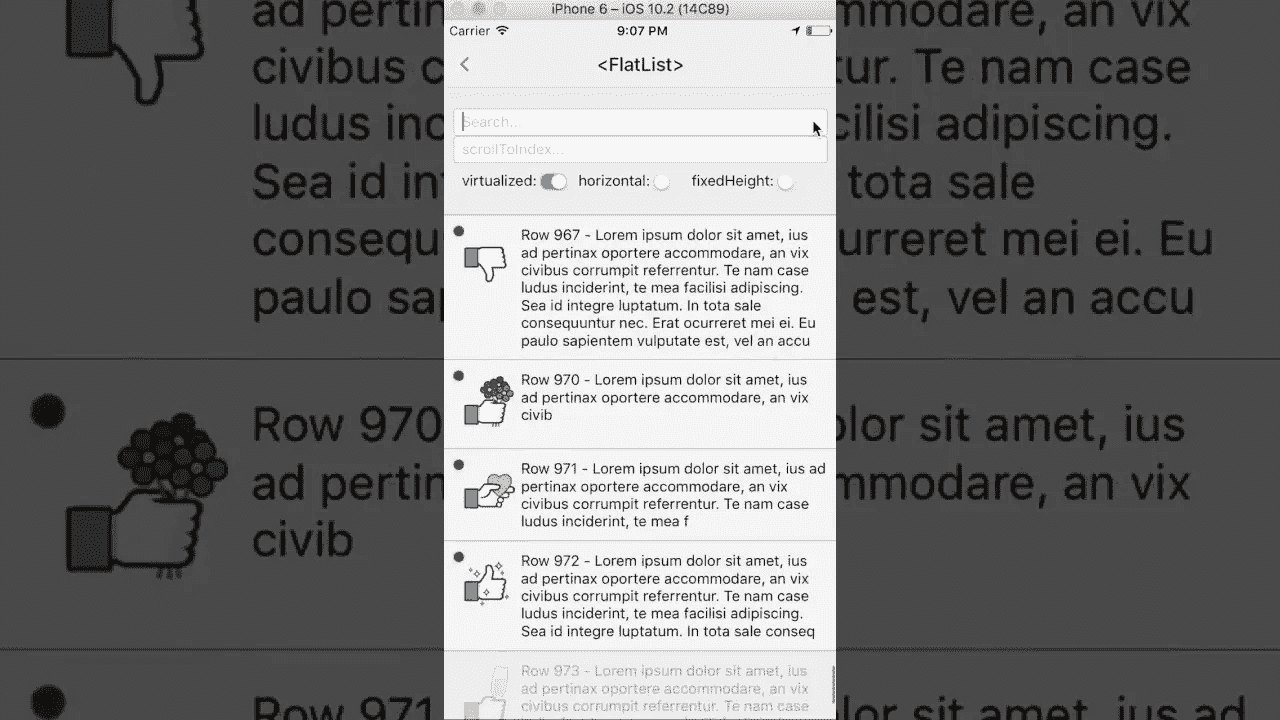 iPhone 6 – iOS 10.2 (14C89)
Carrier 9:07 PM
<FlatList>
Search...
scrollToIndex...
virtualized: horizontal: fixedHeight:
Row 967 - Lorem ipsum dolor sit amet, ius
ad pertinax oportere accommodare, an vix
civibus corrumpit referrentur. Te nam case
ludus inciderint, te mea facilisi adipiscing.
Sea id integre luptatum. In tota sale
consequuntur nec. Erat ocurreret mei ei. Eu
paulo sapientem vulputate est, vel an accu
Row 970 - Lorem ipsum dolor sit amet, ius
ad pertinax oportere accommodare, an vix
civib
Row 971 - Lorem ipsum dolor sit amet, ius ad
pertinax oportere accommodare, an vix
civibus corrumpit referrentur. Te nam case
ludus inciderint, te mea f
Row 972 - Lorem ipsum dolor sit amet, ius
ad pertinax oportere accommodare, an vix
civibus corrumpit referrentur. Te nam case
ludus inciderint, te mea facilisi adipiscing.
Sea id integre luptatum. In tota sale conseq
Row 973 - Lorem ipsum dolor sit amet, ius
ad pertinax oportere accommodare, an vix
civibus corrumpit referrentur. Te nam case